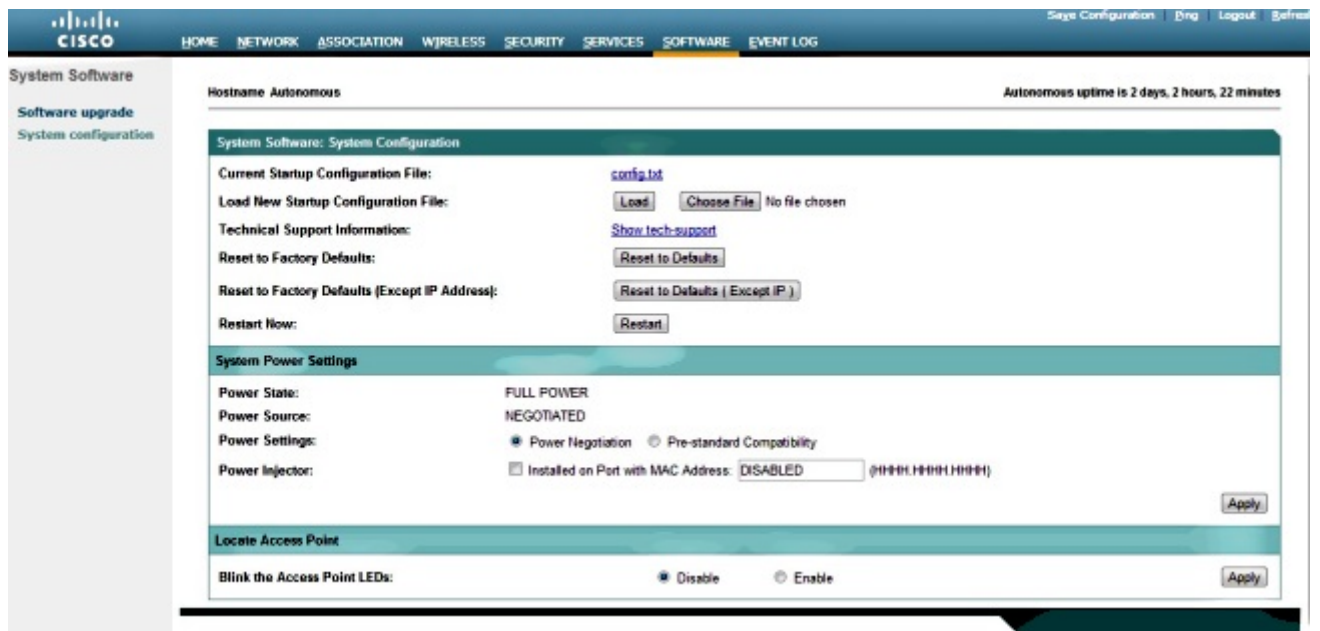 Save Configuration | Ping | Logout | Refres
CISCO
HOME NETWORK ASSOCIATION WIRELESS SECURITY SERVICES SOFTWARE EVENT LOG
System Software
Software upgrade
System configuration
Hostname Autonomous
Autonomous uptime is 2 days, 2 hours, 22 minutes
System Software: System Configuration
Current Startup Configuration File: config.txt
Load New Startup Configuration File: Load Choose File No file chosen
Technical Support Information: Show tech-support
Reset to Factory Defaults: Reset to Defaults
Reset to Factory Defaults (Except IP Address): Reset to Defaults ( Except IP )
Restart Now: Restart
System Power Settings
Power State: FULL POWER
Power Source: NEGOTIATED
Power Settings: Power Negotiation Pre-standard Compatibility
Power Injector: Installed on Port with MAC Address: DISABLED (HHHH.HHHH.HHHH)
Apply
Locate Access Point
Blink the Access Point LEDs: Disable Enable Apply